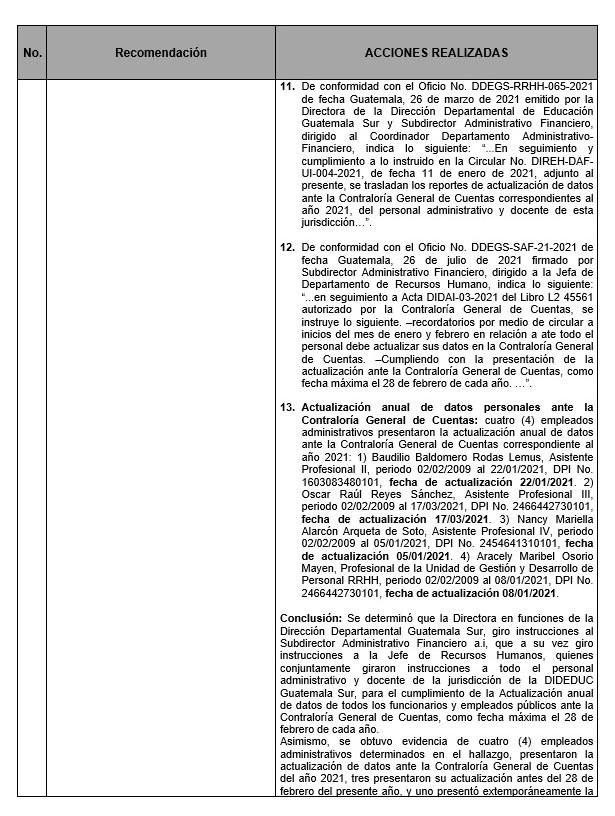 No.
Recomendación
ACCIONES REALIZADAS
11. De conformidad con el Oficio No. DDEGS-RRHH-065-2021
de fecha Guatemala, 26 de marzo de 2021 emitido por la
Directora de la Dirección Departamental de Educación
Guatemala Sur y Subdirector Administrativo Financiero,
dirigido al Coordinador Departamento Administrativo-
Financiero, indica lo siguiente: “...En seguimiento y
cumplimiento a lo instruido en la Circular No. DIREH-DAF-
UI-004-2021, de fecha 11 de enero de 2021, adjunto al
presente, se trasladan los reportes de actualización de datos
ante la Contraloría General de Cuentas correspondientes al
año 2021, del personal administrativo y docente de esta
jurisdicción…”.
12. De conformidad con el Oficio No. DDEGS-SAF-21-2021 de
fecha Guatemala, 26 de julio de 2021 firmado por
Subdirector Administrativo Financiero, dirigido a la Jefa de
Departamento de Recursos Humano, indica lo siguiente:
“...en seguimiento a Acta DIDAI-03-2021 del Libro L2 45561
autorizado por la Contraloría General de Cuentas, se
instruye lo siguiente. –recordatorios por medio de circular a
inicios del mes de enero y febrero en relación a ate todo el
personal debe actualizar sus datos en la Contraloría General
de Cuentas. –Cumpliendo con la presentación de la
actualización ante la Contraloría General de Cuentas, como
fecha máxima el 28 de febrero de cada año. …”.
13. Actualización anual de datos personales ante la
Contraloría General de Cuentas: cuatro (4) empleados
administrativos presentaron la actualización anual de datos
ante la Contraloría General de Cuentas correspondiente al
año 2021: 1) Baudilio Baldomero Rodas Lemus, Asistente
Profesional II, periodo 02/02/2009 al 22/01/2021, DPI No.
1603083480101, fecha de actualización 22/01/2021. 2)
Oscar Raúl Reyes Sánchez, Asistente Profesional III,
periodo 02/02/2009 al 17/03/2021, DPI No. 2466442730101,
fecha de actualización 17/03/2021. 3) Nancy Mariella
Alarcón Arqueta de Soto, Asistente Profesional IV, periodo
02/02/2009 al 05/01/2021, DPI No. 2454641310101, fecha
de actualización 05/01/2021. 4) Aracely Maribel Osorio
Mayen, Profesional de la Unidad de Gestión y Desarrollo de
Personal RRHH, periodo 02/02/2009 al 08/01/2021, DPI No.
2466442730101, fecha de actualización 08/01/2021.
Conclusión: Se determinó que la Directora en funciones de la
Dirección Departamental Guatemala Sur, giro instrucciones al
Subdirector Administrativo Financiero a.i, que a su vez giro
instrucciones a la Jefe de Recursos Humanos, quienes
conjuntamente giraron instrucciones a todo el personal
administrativo y docente de la jurisdicción de la DIDEDUC
Guatemala Sur, para el cumplimiento de la Actualización anual
de datos de todos los funcionarios y empleados públicos ante la
Contraloría General de Cuentas, como fecha máxima el 28 de
febrero de cada año.
Asimismo, se obtuvo evidencia de cuatro (4) empleados
administrativos determinados en el hallazgo, presentaron la
actualización de datos ante la Contraloría General de Cuentas
del año 2021, tres presentaron su actualización antes del 28 de
febrero del presente año, y uno presentó extemporáneamente la